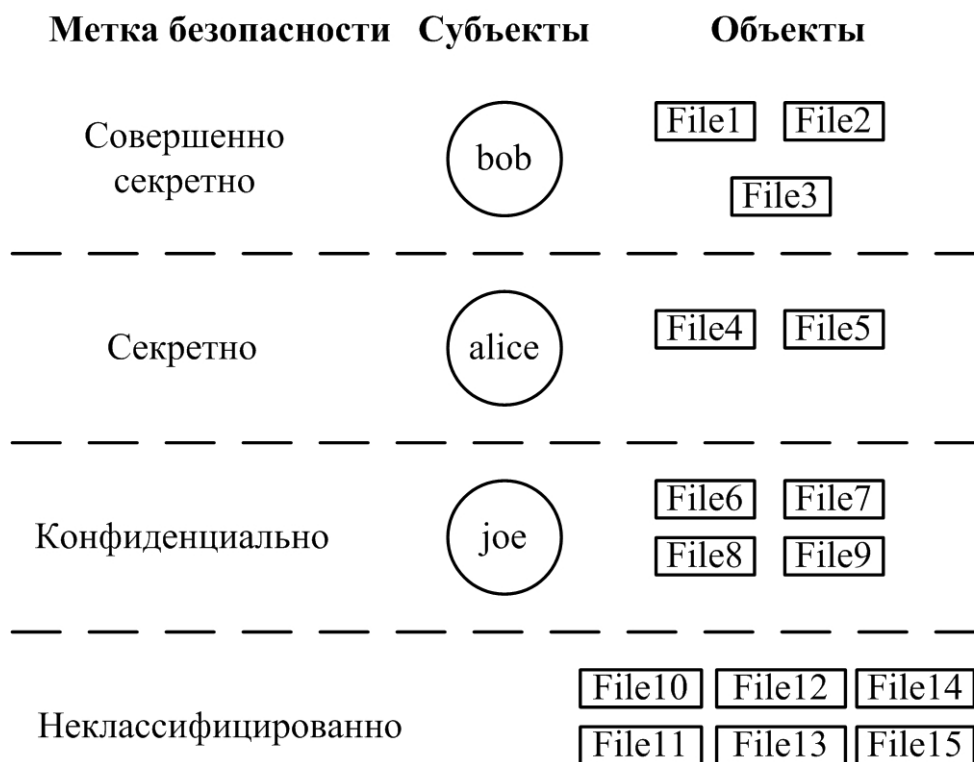 Метка безопасности Субъекты Объекты
Совершенно
секретно
bob
File1 File2
File3
Секретно
alice
File4 File5
Конфиденциально
joe
File6 File7
File8 File9
Неклассифицированно
File10 File12 File14
File11 File13 File15